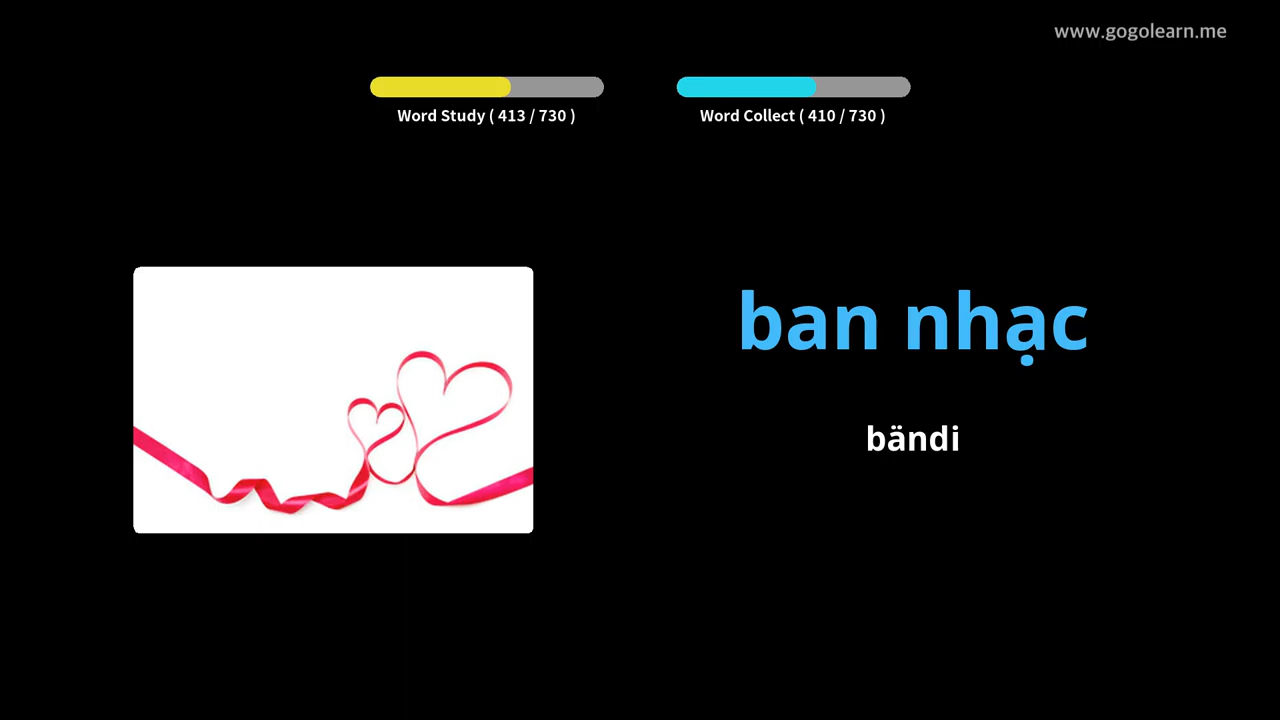 www.gogolearn.me
Word Study ( 413 / 730 )
Word Collect ( 410 / 730 )
ban nhạc
bändi